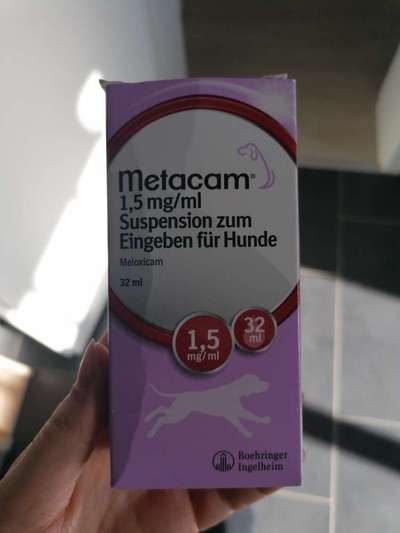 Metacam®
1,5 mg/ml
Suspension zum
Eingeben für Hunde
Meloxicam
32 ml
1,5
mg/ml
32
ml
Boehringer
Ingelheim